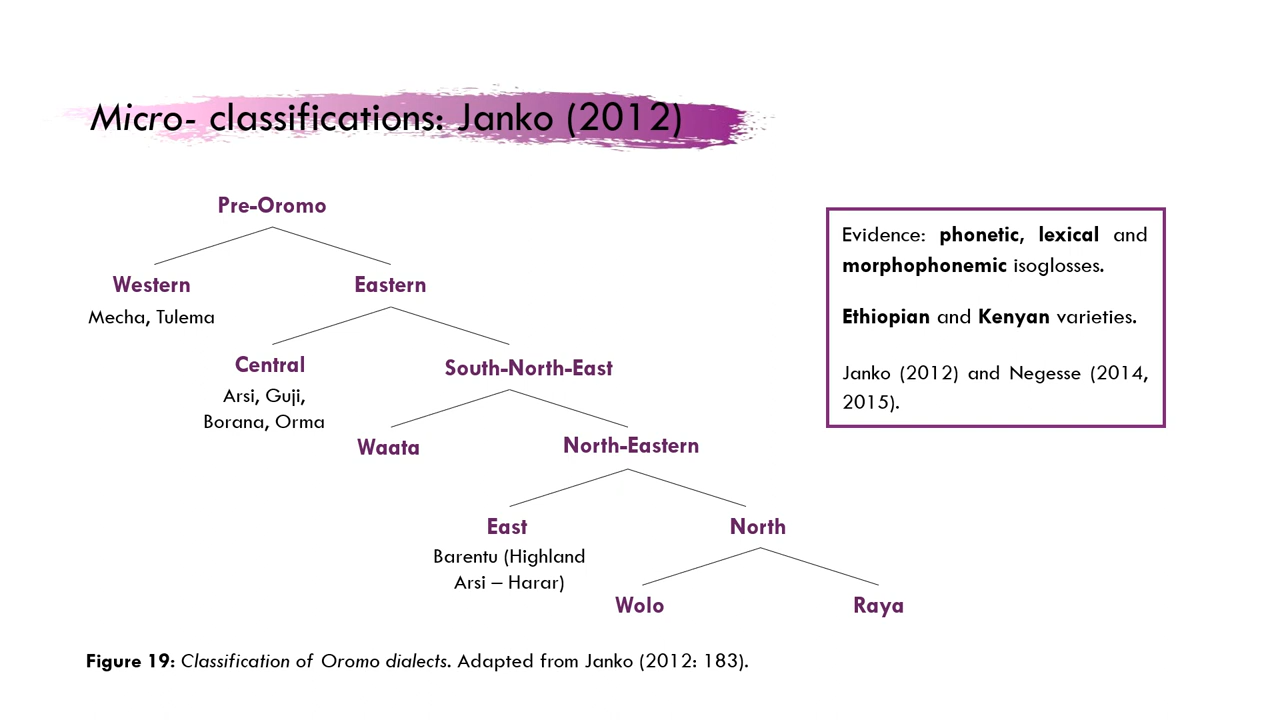 Micro- classifications: Janko (2012)
Pre-Oromo
Western
Eastern
Mecha, Tulema
Central
South-North-East
Arsi, Guji,
Borana, Orma
Waata
North-Eastern
East
North
Barentu (Highland
Arsi – Harar)
Wolo
Raya
Evidence: phonetic, lexical and
morphophonemic isoglosses.
Ethiopian and Kenyan varieties.
Janko (2012) and Negesse (2014,
2015).
Figure 19: Classification of Oromo dialects. Adapted from Janko (2012: 183).